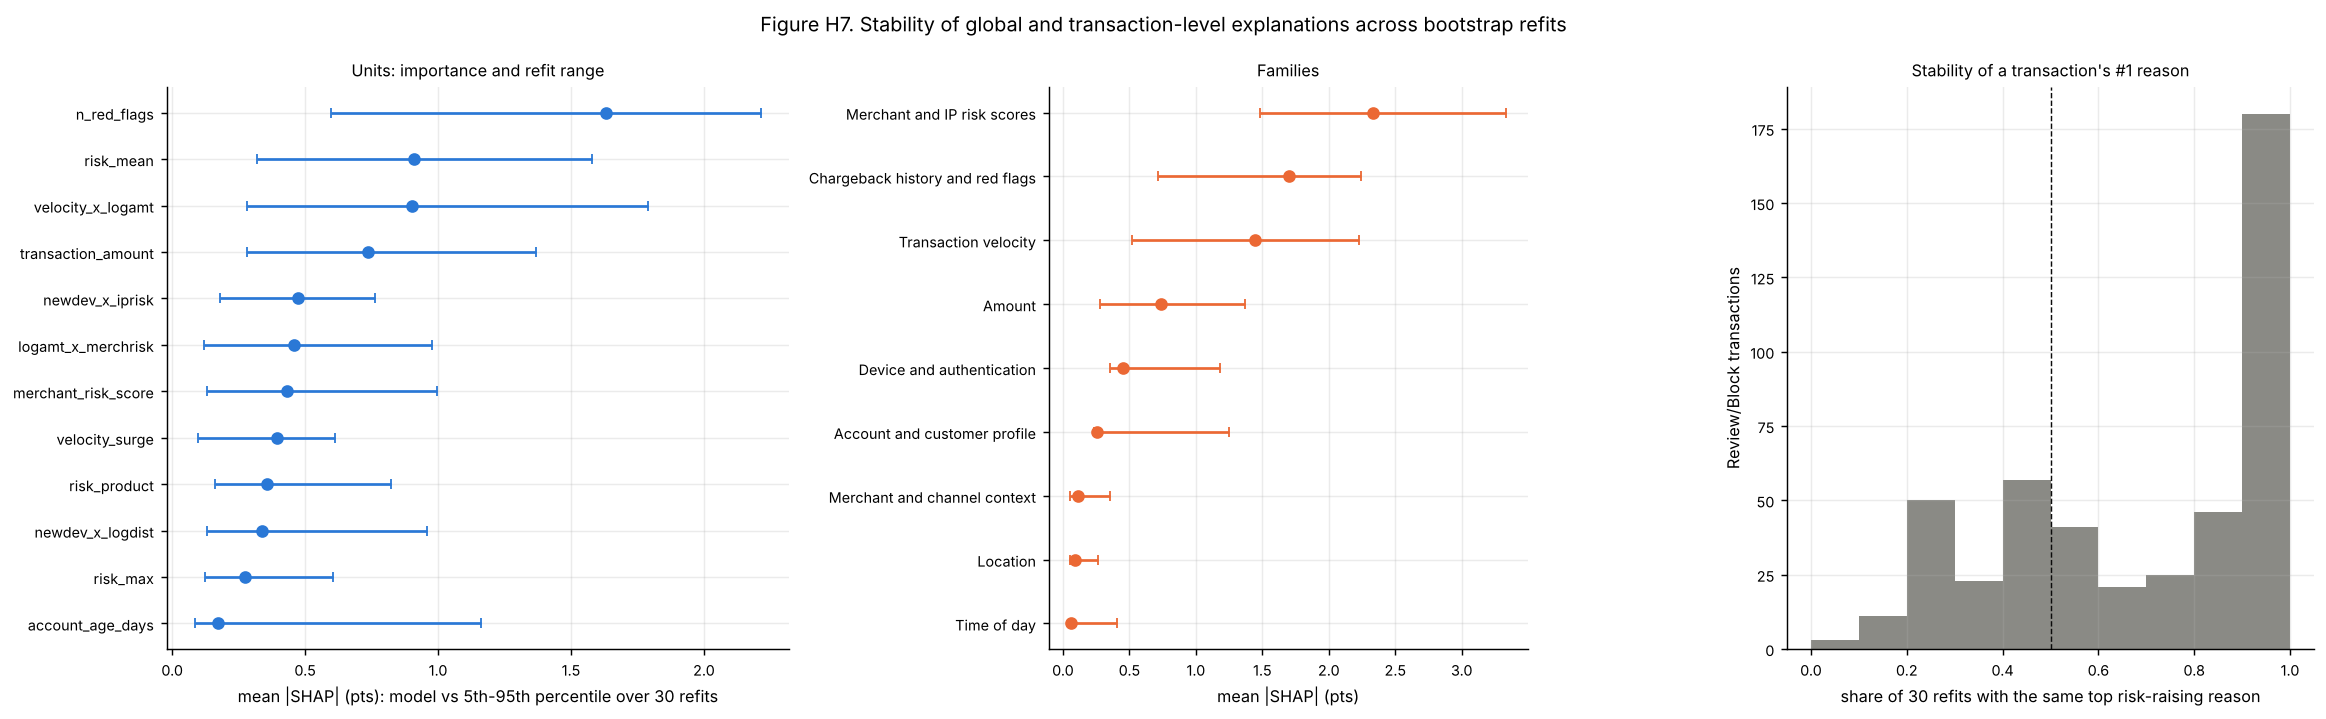 Figure H7. Stability of global and transaction-level explanations across bootstrap refits
Units: importance and refit range
n_red_flags
risk_mean
velocity_x_logamt
transaction_amount
newdev_x_iprisk
logamt_x_merchrisk
merchant_risk_score
velocity_surge
risk_product
newdev_x_logdist
risk_max
account_age_days
0.0 0.5 1.0 1.5 2.0
mean |SHAP| (pts): model vs 5th-95th percentile over 30 refits
Families
Merchant and IP risk scores
Chargeback history and red flags
Transaction velocity
Amount
Device and authentication
Account and customer profile
Merchant and channel context
Location
Time of day
0.0 0.5 1.0 1.5 2.0 2.5 3.0
mean |SHAP| (pts)
Stability of a transaction's #1 reason
Review/Block transactions
175
150
125
100
75
50
25
0
0.0 0.2 0.4 0.6 0.8 1.0
share of 30 refits with the same top risk-raising reason